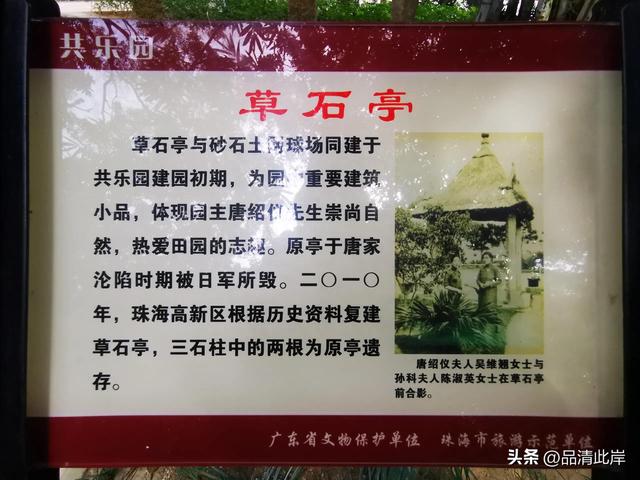 共乐园
草石亭
草石亭与砂石土网球场同建于
共乐园建园初期，为园中重要建筑
小品，体现园主唐绍仪先生崇尚自
然，热爱田园的志趣。原亭于唐家
沦陷时期被日军所毁。二〇一〇
年，珠海高新区根据历史资料复建
草石亭，三石柱中的两根为原亭遗
存。
唐绍仪夫人吴维翘女士与
孙科夫人陈淑英女士在草石亭
前合影。
广东省文物保护单位 珠海市旅游示范单位
头条 @品清此岸